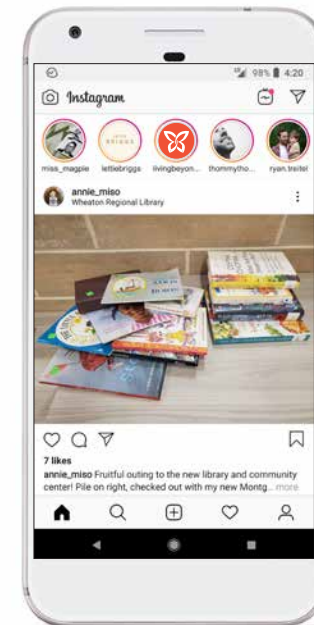 98% 4:20
Instagram
BRIGGS
miss_magpie lettiebriggs livingbeyon... thommytho... ryan.treitel
annie_miso
Wheaton Regional Library
7 likes
annie_miso Fruitful outing to the new library and community
center! Pile on right, checked out with my new Montg... more